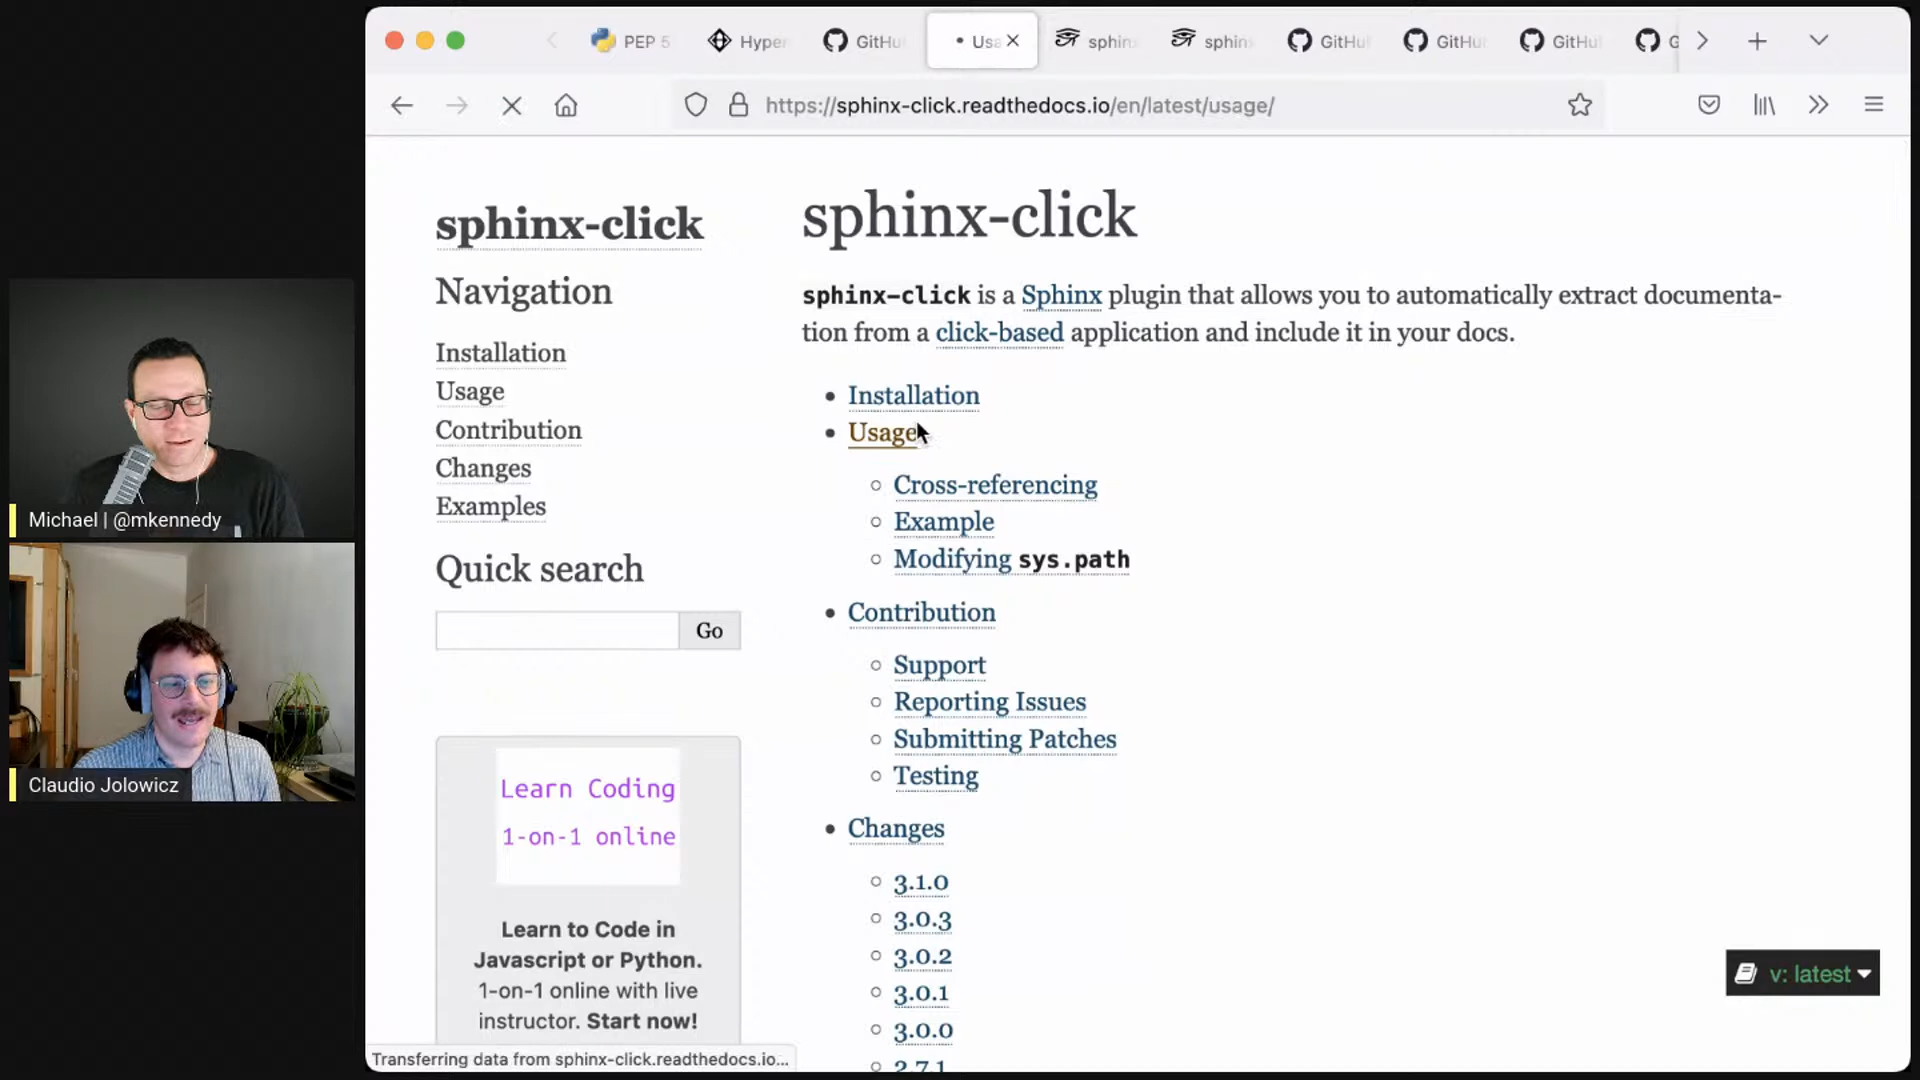 PEP 5
Hyper
GitHu
Usa
sphin
sphin
GitHu
GitHu
GitHu
G
https://sphinx-click.readthedocs.io/en/latest/usage/
sphinx-click
Navigation
Installation
Usage
Contribution
Changes
Examples
Quick search
Go
Learn Coding
1-on-1 online
Learn to Code in
Javascript or Python.
1-on-1 online with live
instructor. Start now!
sphinx-click
sphinx-click is a Sphinx plugin that allows you to automatically extract documenta-
tion from a click-based application and include it in your docs.
Installation
Usage
Cross-referencing
Example
Modifying sys.path
Contribution
Support
Reporting Issues
Submitting Patches
Testing
Changes
3.1.0
3.0.3
3.0.2
3.0.1
3.0.0
2.7.1
v: latest
Transferring data from sphinx-click.readthedocs.io...
Michael | @mkennedy
Claudio Jolowicz